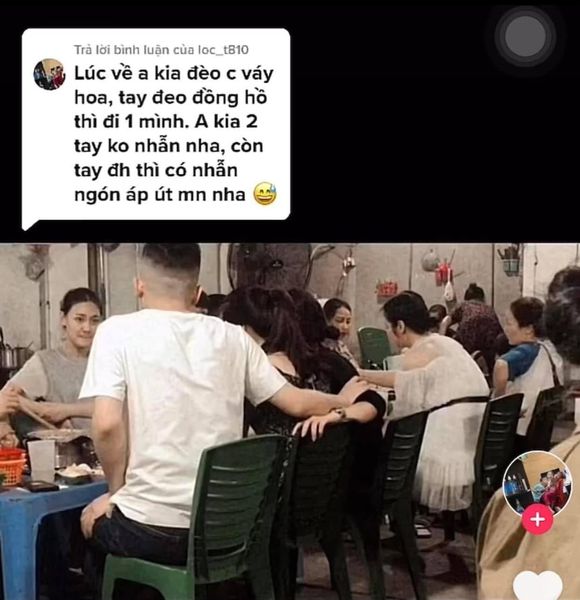 Trả lời bình luận của loc_t810
Lúc về a kia đèo c váy
hoa, tay đeo đồng hồ
thì đi 1 mình. A kia 2
tay ko nhẫn nha, còn
tay đh thì có nhẫn
ngón áp út mn nha 😅